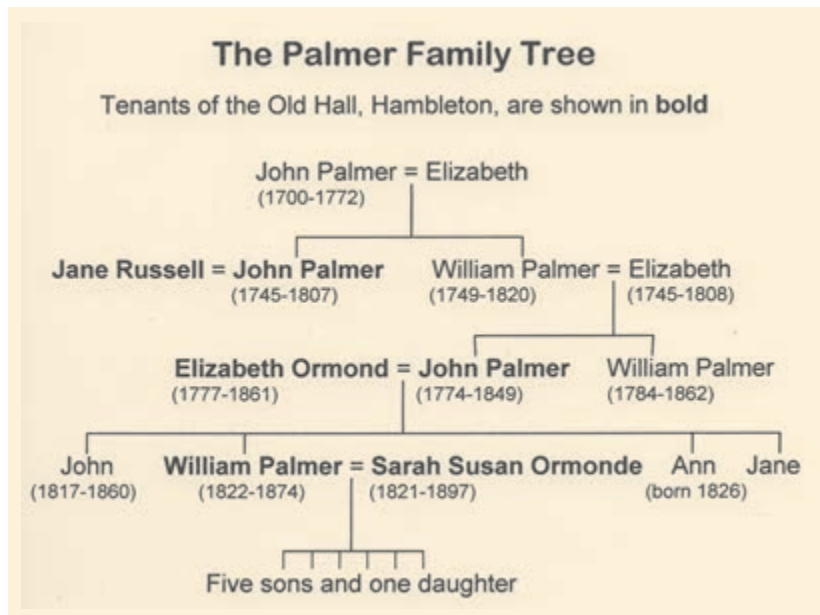 The Palmer Family Tree
Tenants of the Old Hall, Hambleton, are shown in bold
John Palmer = Elizabeth
(1700-1772)
Jane Russell = John Palmer William Palmer = Elizabeth
(1745-1807) (1749-1820) (1745-1808)
Elizabeth Ormond = John Palmer William Palmer
(1777-1861) (1774-1849) (1784-1862)
John William Palmer = Sarah Susan Ormonde Ann Jane
(1817-1860) (1822-1874) (1821-1897) (born 1826)
Five sons and one daughter